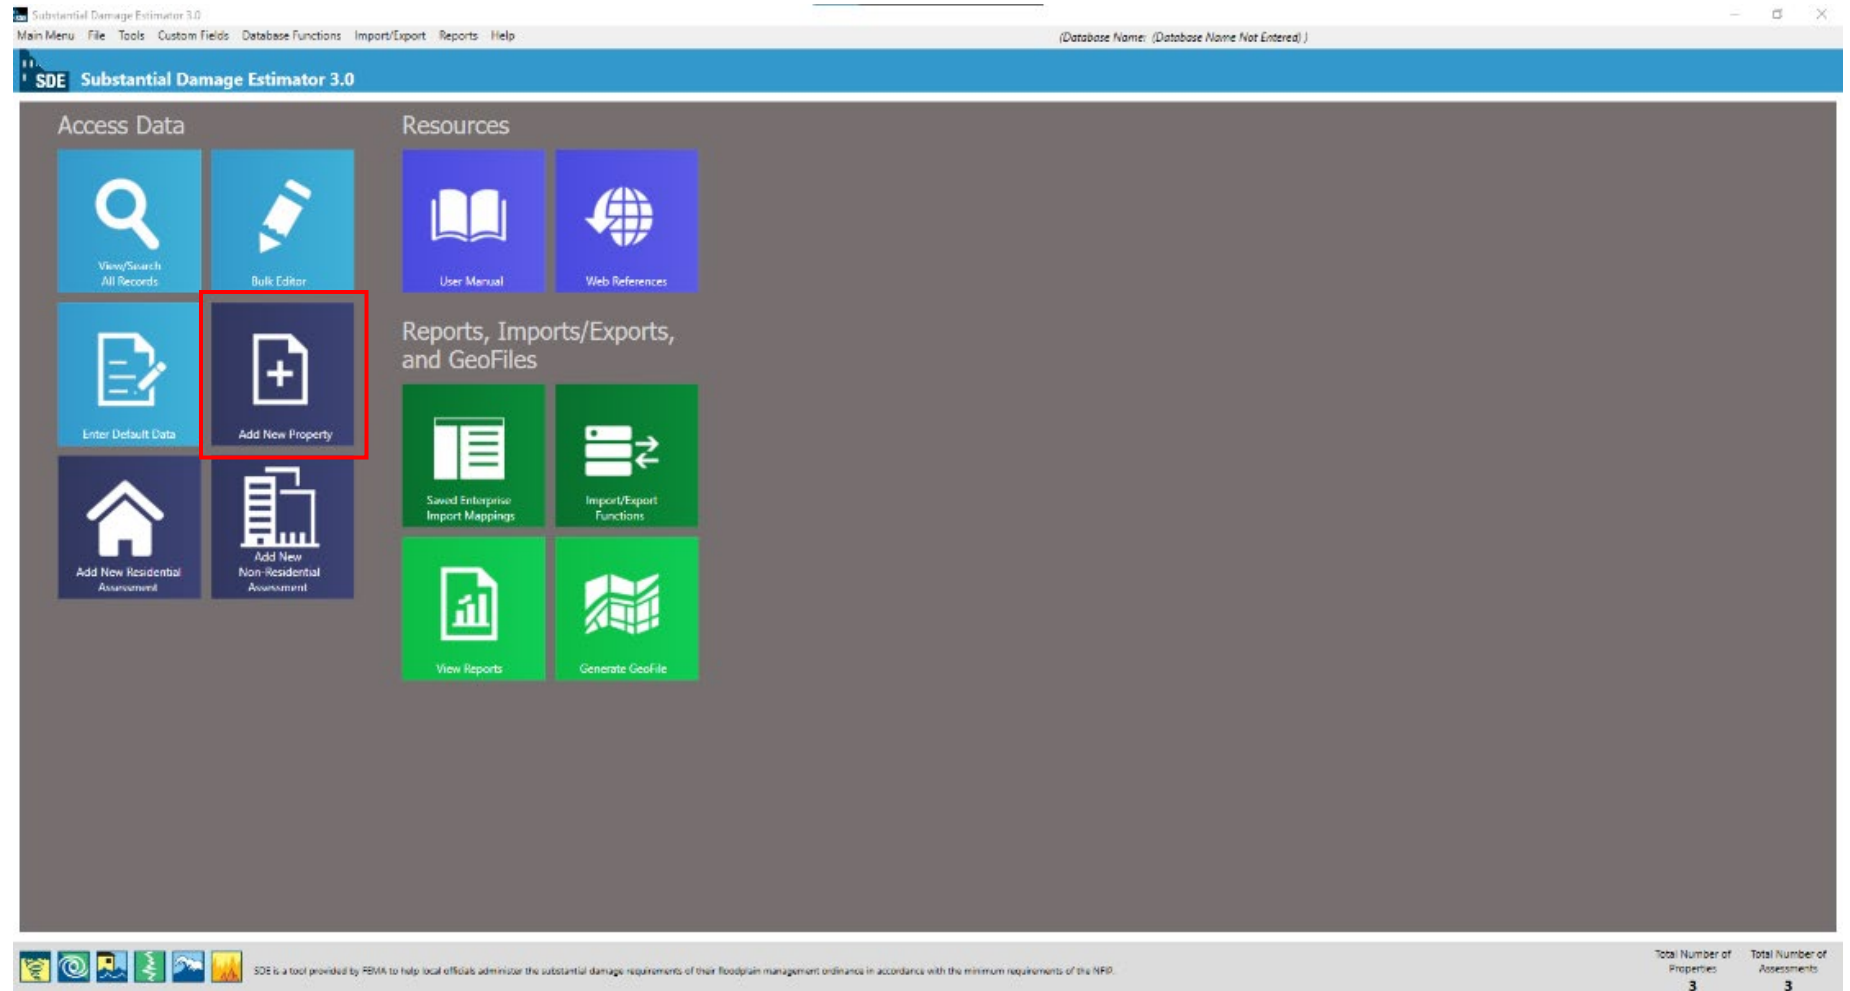 Substantial Damage Estimator 3.0
Main Menu File Tools Custom Fields Database Functions Import/Export Reports Help
(Database Name: (Database Name Not Entered) )
SDE Substantial Damage Estimator 3.0
Access Data
View/Search
All Records
Bulk Editor
Enter Default Data
Add New Property
Add New Residential
Assessment
Add New
Non-Residential
Assessment
Resources
User Manual
Web References
Reports, Imports/Exports,
and GeoFiles
Saved Enterprise
Import Mappings
Import/Export
Functions
View Reports
Generate GeoFile
SDE is a tool provided by FEMA to help local officials administer the substantial damage requirements of their floodplain management ordinance in accordance with the minimum requirements of the NFIP.
Total Number of
Properties
3
Total Number of
Assessments
3